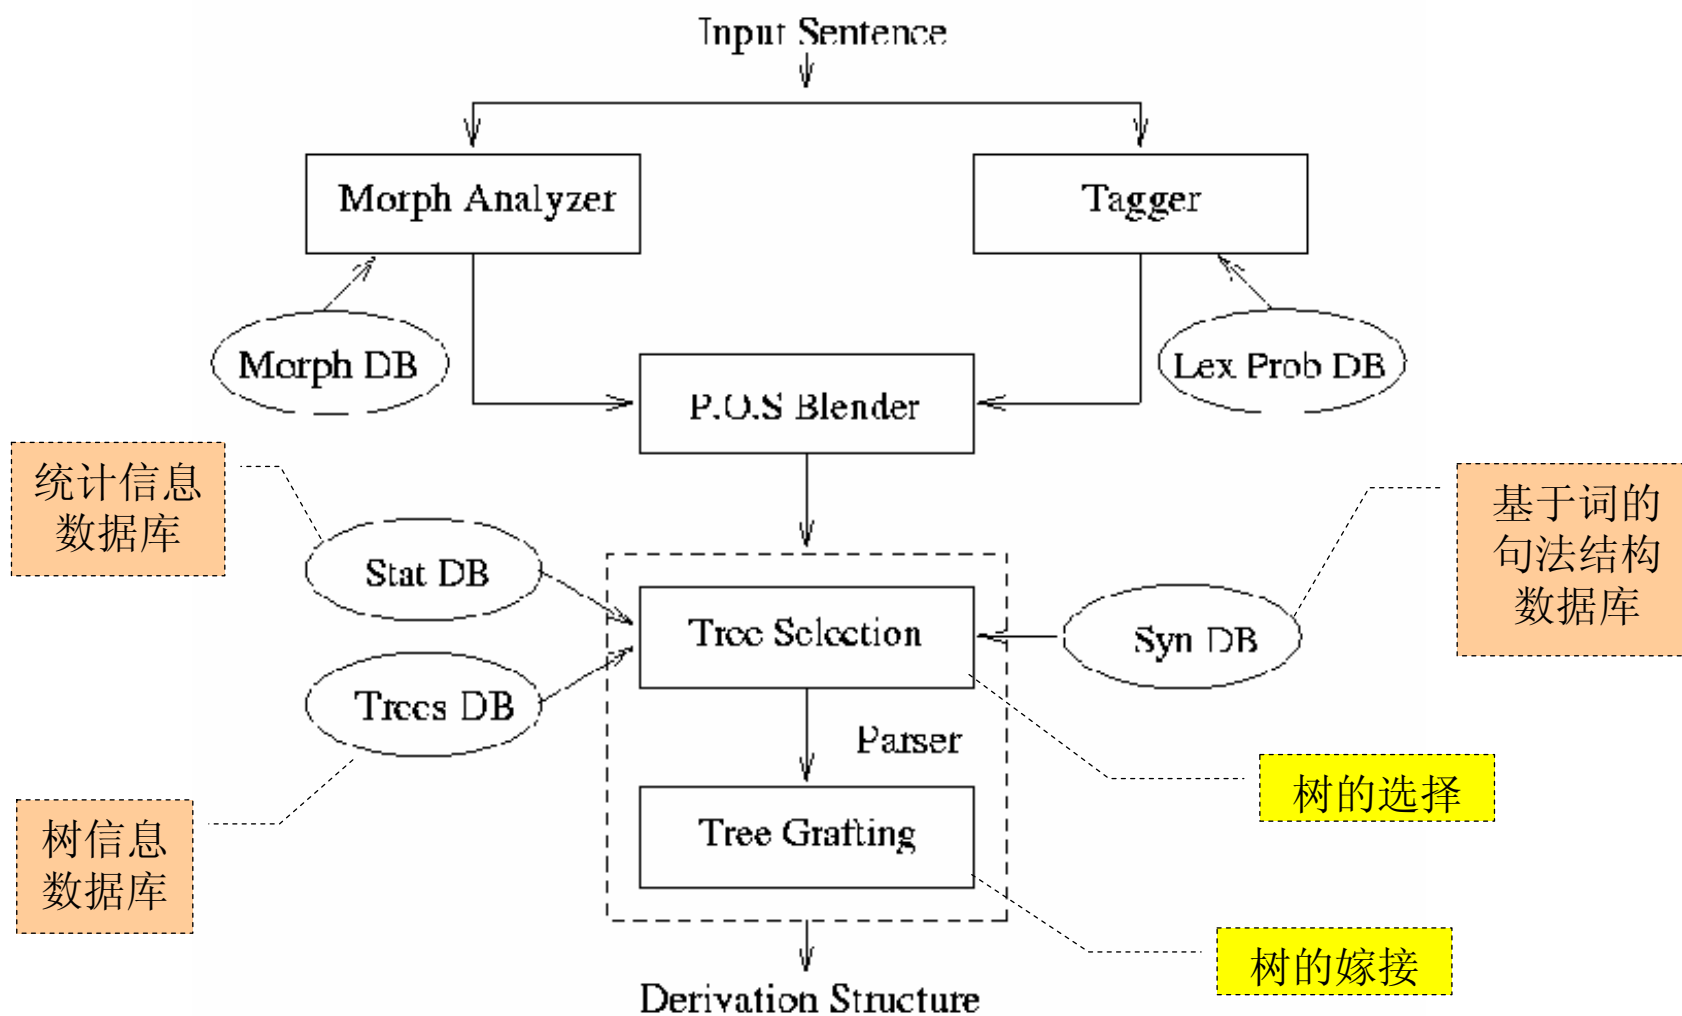 Input Sentence
Morph Analyzer
Tagger
Morph DB
Lex Prob DB
P.O.S Blender
统计信息
数据库
基于词的
句法结构
数据库
Stat DB
Tree Selection
Syn DB
Trees DB
Parser
树的选择
树信息
数据库
Tree Grafting
树的嫁接
Derivation Structure